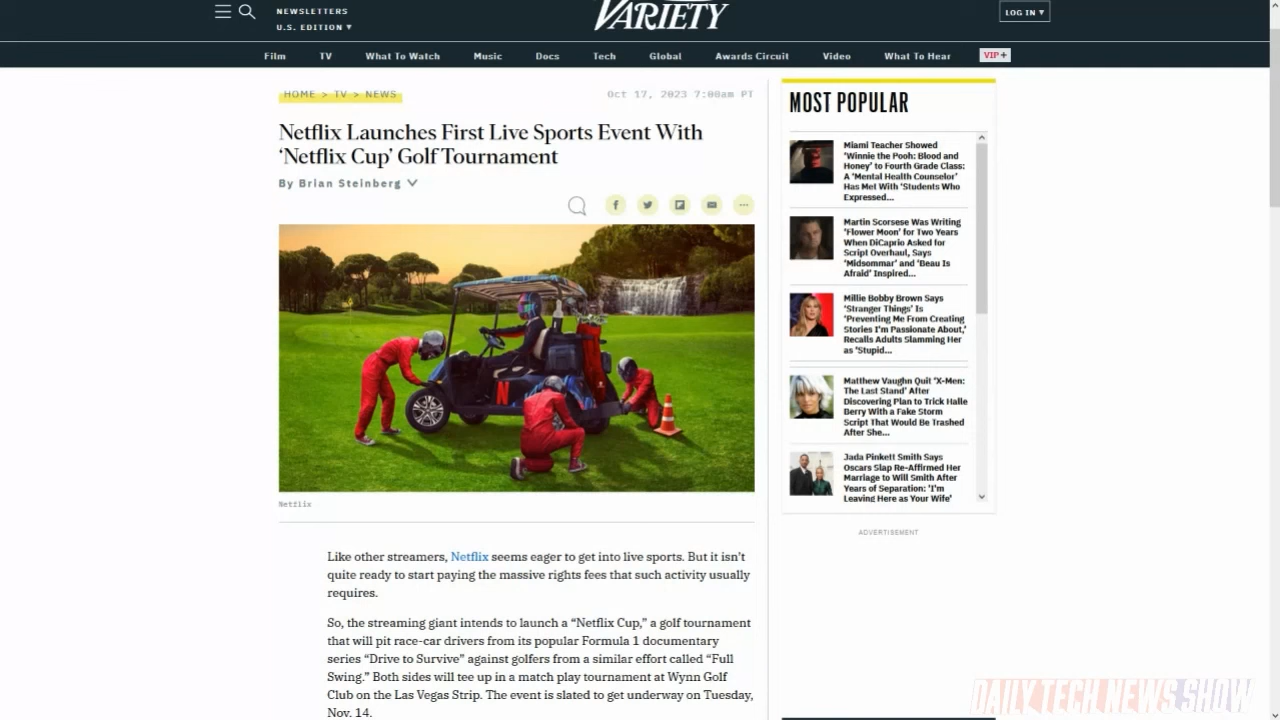 NEWSLETTERS
U.S. EDITION
VARIETY
LOG IN
Film TV What To Watch Music Docs Tech Global Awards Circuit Video What To Hear VIP+
HOME > TV > NEWS
Oct 17, 2023 7:00am PT
Netflix Launches First Live Sports Event With
‘Netflix Cup’ Golf Tournament
By Brian Steinberg
Netflix
Like other streamers, Netflix seems eager to get into live sports. But it isn’t
quite ready to start paying the massive rights fees that such activity usually
requires.
So, the streaming giant intends to launch a “Netflix Cup,” a golf tournament
that will pit race-car drivers from its popular Formula 1 documentary
series “Drive to Survive” against golfers from a similar effort called “Full
Swing.” Both sides will tee up in a match play tournament at Wynn Golf
Club on the Las Vegas Strip. The event is slated to get underway on Tuesday,
Nov. 14.
MOST POPULAR
Miami Teacher Showed
‘Winnie the Pooh: Blood and
Honey’ to Fourth Grade Class:
A ‘Mental Health Counselor’
Has Met With ‘Students Who
Expressed...
Martin Scorsese Was Writing
‘Flower Moon’ for Two Years
When DiCaprio Asked for
Script Overhaul, Says
‘Midsommar’ and ‘Beau Is
Afraid’ Inspired...
Millie Bobby Brown Says
‘Stranger Things’ Is
‘Preventing Me From Creating
Stories I’m Passionate About,’
Recalls Adults Slamming Her
as ‘Stupid...
Matthew Vaughn Quit ‘X-Men:
The Last Stand’ After
Discovering Plan to Trick Halle
Berry With a Fake Storm
Script That Would Be Trashed
After She...
Jada Pinkett Smith Says
Oscars Slap Re-Affirmed Her
Marriage to Will Smith After
Years of Separation: ‘I’m
Leaving Here as Your Wife’
ADVERTISEMENT
DAILY TECH NEWS SHOW